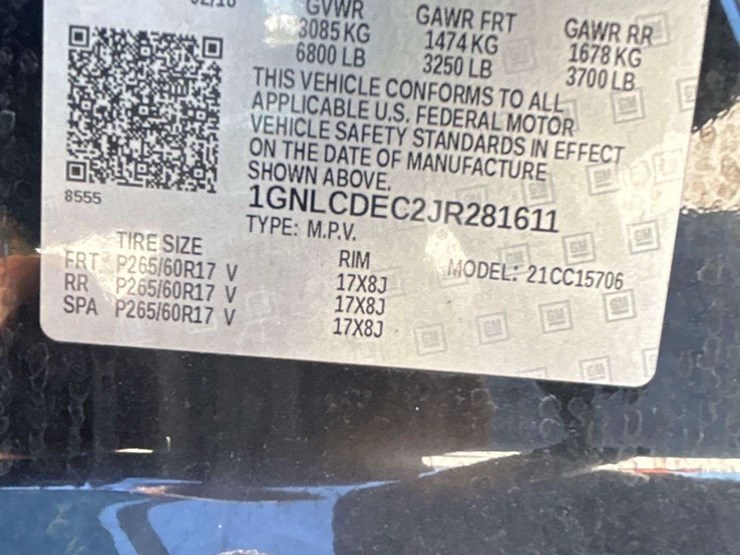 GVWR GAWR FRT GAWR RR
3085 KG 1474 KG 1678 KG
6800 LB 3250 LB 3700 LB
THIS VEHICLE CONFORMS TO ALL
APPLICABLE U.S. FEDERAL MOTOR
VEHICLE SAFETY STANDARDS IN EFFECT
ON THE DATE OF MANUFACTURE
SHOWN ABOVE.
8555
1GNLCDEC2JR281611
TYPE: M.P.V. MODEL: 21CC15706
TIRE SIZE RIM
FRT P265/60R17 V 17X8J
RR P265/60R17 V 17X8J
SPA P265/60R17 V 17X8J
GM